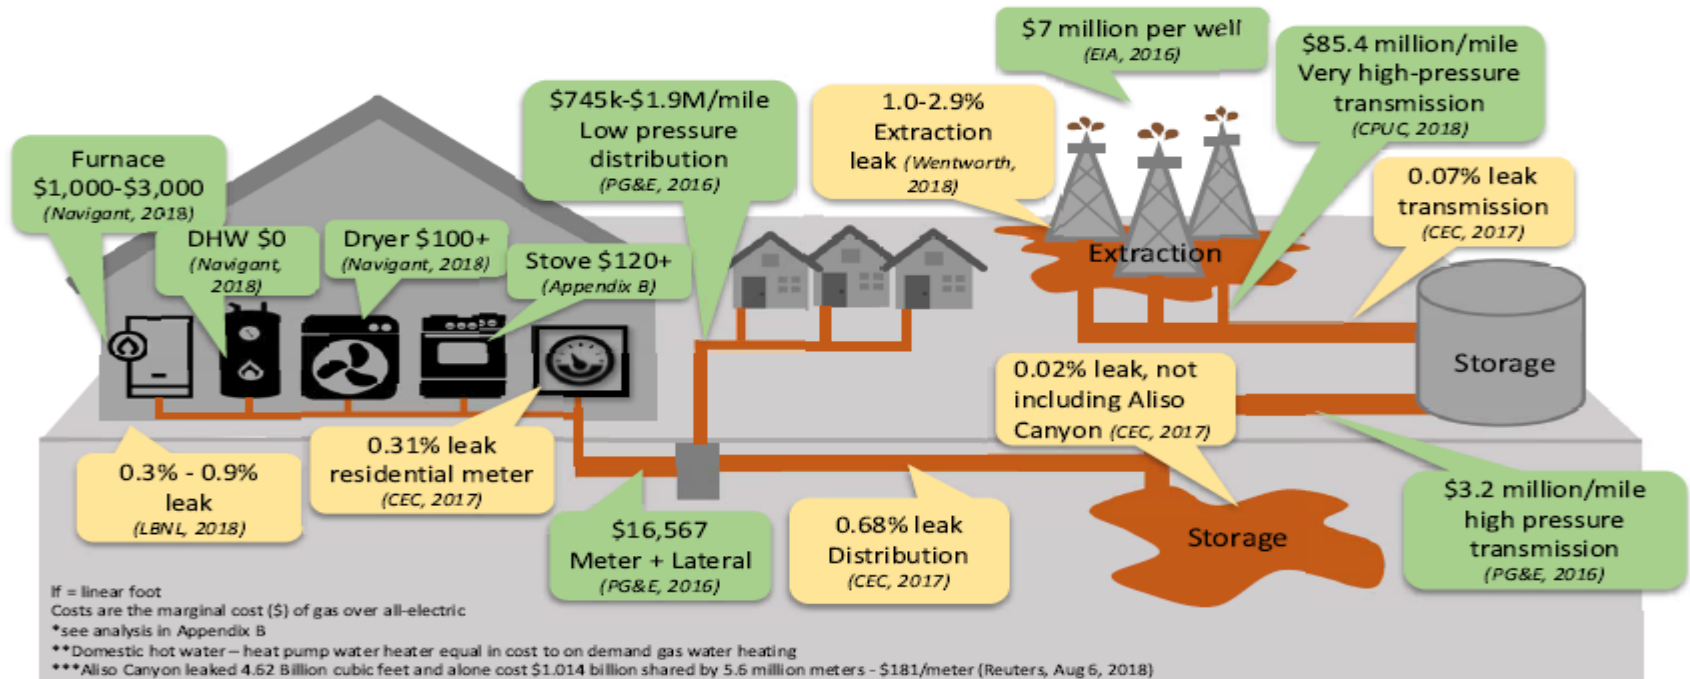 $7 million per well
(EIA, 2016)
$85.4 million/mile
Very high-pressure
transmission
(CPUC, 2018)
$745k-$1.9M/mile
Low pressure
distribution
(PG&E, 2016)
1.0-2.9%
Extraction
leak (Wentworth,
2018)
Furnace
$1,000-$3,000
(Navigant, 2018)
0.07% leak
transmission
(CEC, 2017)
DHW $0
(Navigant,
2018)
Dryer $100+
(Navigant, 2018)
Stove $120+
(Appendix B)
Extraction
Storage
0.02% leak, not
including Aliso
Canyon (CEC, 2017)
0.3% - 0.9%
leak
(LBNL, 2018)
0.31% leak
residential meter
(CEC, 2017)
$16,567
Meter + Lateral
(PG&E, 2016)
0.68% leak
Distribution
(CEC, 2017)
Storage
$3.2 million/mile
high pressure
transmission
(PG&E, 2016)
lf = linear foot
Costs are the marginal cost ($) of gas over all-electric
*see analysis in Appendix B
**Domestic hot water – heat pump water heater equal in cost to on demand gas water heating
***Aliso Canyon leaked 4.62 Billion cubic feet and alone cost $1.014 billion shared by 5.6 million meters - $181/meter (Reuters, Aug 6, 2018)